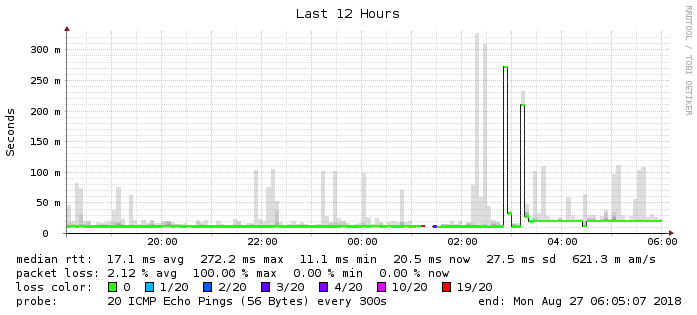 Last 12 Hours
RRDTOOL / TOBI OETIKER
Seconds
300 m
250 m
200 m
150 m
100 m
50 m
0
20:00 22:00 00:00 02:00 04:00 06:00
median rtt: 17.1 ms avg 272.2 ms max 11.1 ms min 20.5 ms now 27.5 ms sd 621.3 m am/s
packet loss: 2.12 % avg 100.00 % max 0.00 % min 0.00 % now
loss color: 0 1/20 2/20 3/20 4/20 10/20 19/20
probe: 20 ICMP Echo Pings (56 Bytes) every 300s end: Mon Aug 27 06:05:07 2018